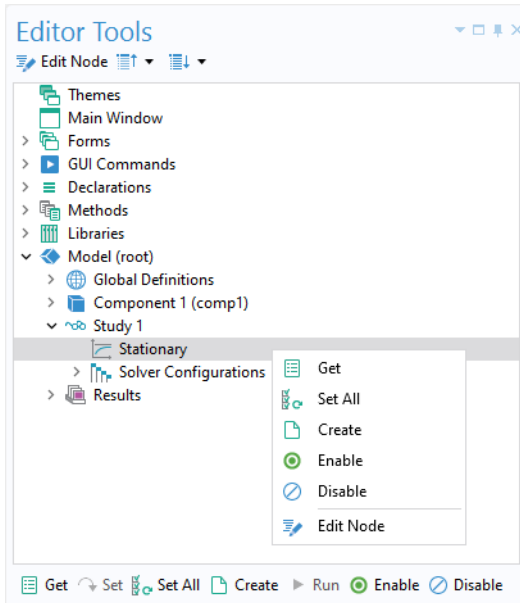 Editor Tools
Edit Node
Themes
Main Window
Forms
GUI Commands
Declarations
Methods
Libraries
Model (root)
Global Definitions
Component 1 (comp1)
Study 1
Stationary
Solver Configurations
Results
Get
Set All
Create
Enable
Disable
Edit Node
Get Set Set All Create Run Enable Disable